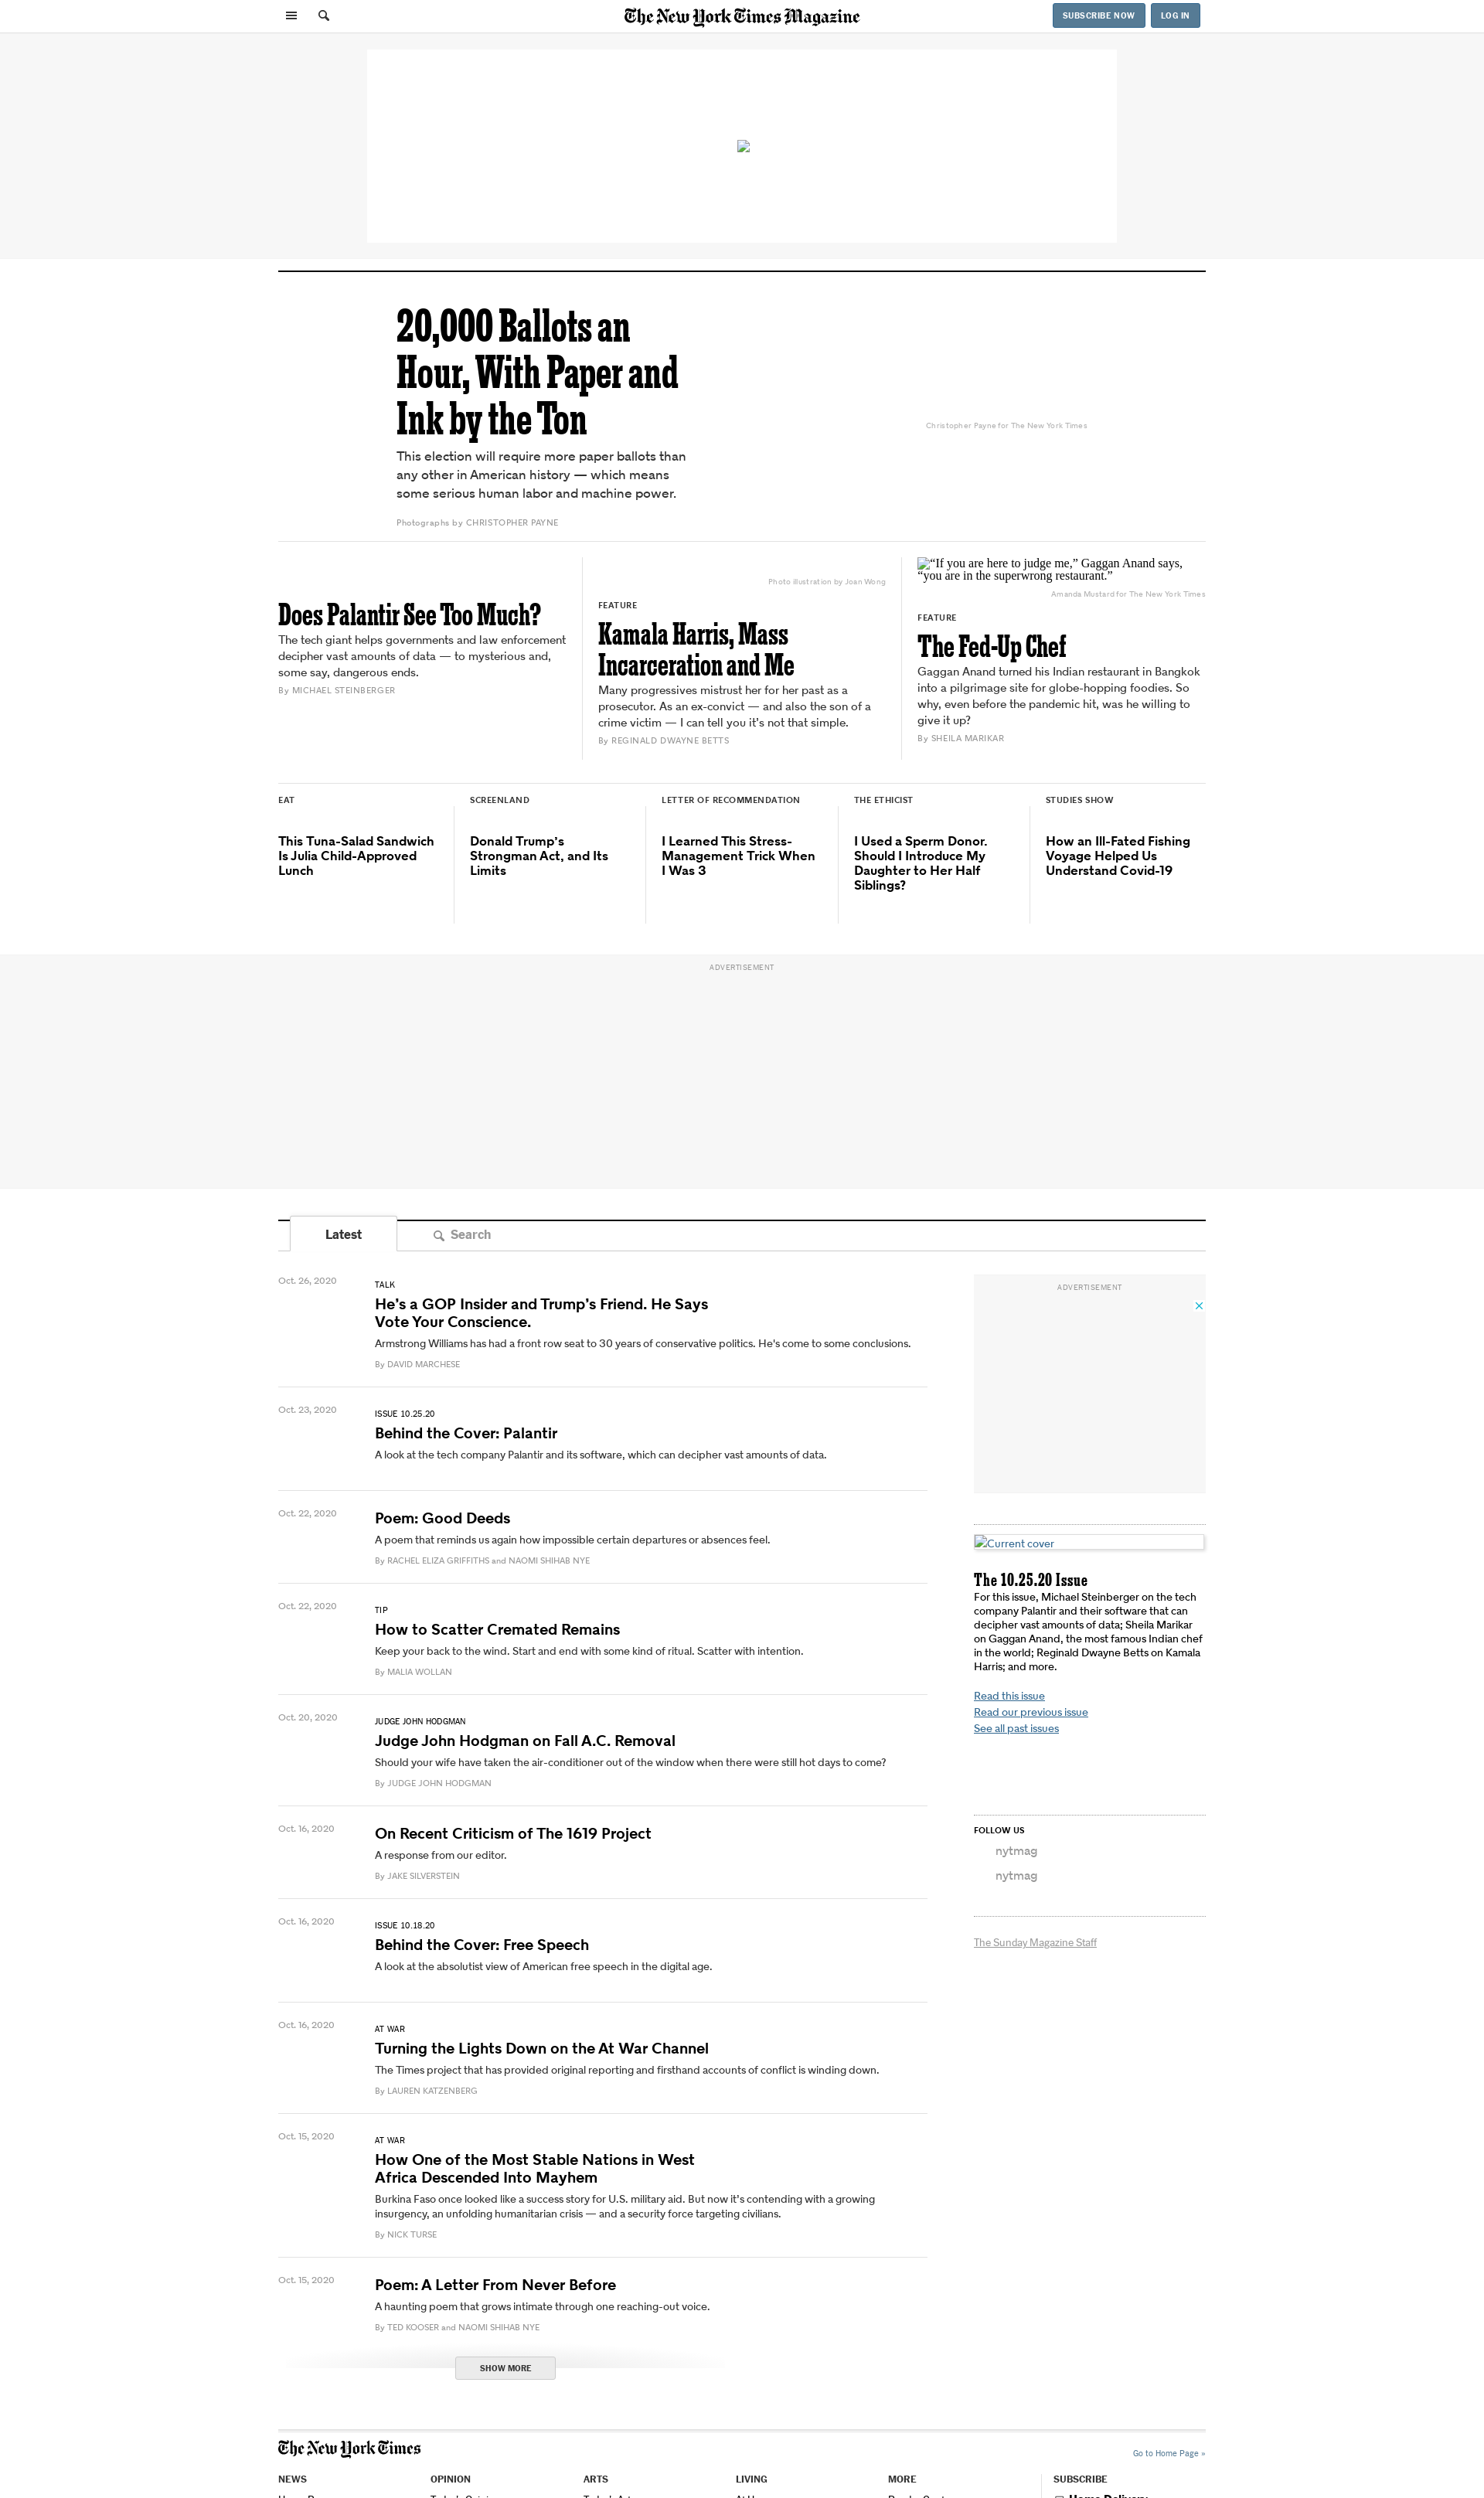 The New York Times Magazine
SUBSCRIBE NOW
LOG IN
20,000 Ballots an
Hour, With Paper and
Ink by the Ton
Christopher Payne for The New York Times
This election will require more paper ballots than
any other in American history — which means
some serious human labor and machine power.
Photographs by CHRISTOPHER PAYNE
Does Palantir See Too Much?
The tech giant helps governments and law enforcement
decipher vast amounts of data — to mysterious and,
some say, dangerous ends.
By MICHAEL STEINBERGER
Photo illustration by Joan Wong
FEATURE
Kamala Harris, Mass
Incarceration and Me
Many progressives mistrust her for her past as a
prosecutor. As an ex-convict — and also the son of a
crime victim — I can tell you it's not that simple.
By REGINALD DWAYNE BETTS
“If you are here to judge me,” Gaggan Anand says,
“you are in the superwrong restaurant.”
Amanda Mustard for The New York Times
FEATURE
The Fed-Up Chef
Gaggan Anand turned his Indian restaurant in Bangkok
into a pilgrimage site for globe-hopping foodies. So
why, even before the pandemic hit, was he willing to
give it up?
By SHEILA MARIKAR
EAT
This Tuna-Salad Sandwich
Is Julia Child-Approved
Lunch
SCREENLAND
Donald Trump's
Strongman Act, and Its
Limits
LETTER OF RECOMMENDATION
I Learned This Stress-
Management Trick When
I Was 3
THE ETHICIST
I Used a Sperm Donor.
Should I Introduce My
Daughter to Her Half
Siblings?
STUDIES SHOW
How an Ill-Fated Fishing
Voyage Helped Us
Understand Covid-19
ADVERTISEMENT
Latest
Search
Oct. 26, 2020
TALK
He's a GOP Insider and Trump's Friend. He Says
Vote Your Conscience.
Armstrong Williams has had a front row seat to 30 years of conservative politics. He's come to some conclusions.
By DAVID MARCHESE
Oct. 23, 2020
ISSUE 10.25.20
Behind the Cover: Palantir
A look at the tech company Palantir and its software, which can decipher vast amounts of data.
Oct. 22, 2020
Poem: Good Deeds
A poem that reminds us again how impossible certain departures or absences feel.
By RACHEL ELIZA GRIFFITHS and NAOMI SHIHAB NYE
Oct. 22, 2020
TIP
How to Scatter Cremated Remains
Keep your back to the wind. Start and end with some kind of ritual. Scatter with intention.
By MALIA WOLLAN
Oct. 20, 2020
JUDGE JOHN HODGMAN
Judge John Hodgman on Fall A.C. Removal
Should your wife have taken the air-conditioner out of the window when there were still hot days to come?
By JUDGE JOHN HODGMAN
Oct. 16, 2020
On Recent Criticism of The 1619 Project
A response from our editor.
By JAKE SILVERSTEIN
Oct. 16, 2020
ISSUE 10.18.20
Behind the Cover: Free Speech
A look at the absolutist view of American free speech in the digital age.
Oct. 16, 2020
AT WAR
Turning the Lights Down on the At War Channel
The Times project that has provided original reporting and firsthand accounts of conflict is winding down.
By LAUREN KATZENBERG
Oct. 15, 2020
AT WAR
How One of the Most Stable Nations in West
Africa Descended Into Mayhem
Burkina Faso once looked like a success story for U.S. military aid. But now it's contending with a growing
insurgency, an unfolding humanitarian crisis — and a security force targeting civilians.
By NICK TURSE
Oct. 15, 2020
Poem: A Letter From Never Before
A haunting poem that grows intimate through one reaching-out voice.
By TED KOOSER and NAOMI SHIHAB NYE
SHOW MORE
ADVERTISEMENT
Current cover
The 10.25.20 Issue
For this issue, Michael Steinberger on the tech
company Palantir and their software that can
decipher vast amounts of data; Sheila Marikar
on Gaggan Anand, the most famous Indian chef
in the world; Reginald Dwayne Betts on Kamala
Harris; and more.
Read this issue
Read our previous issue
See all past issues
FOLLOW US
nytmag
nytmag
The Sunday Magazine Staff
The New York Times
Go to Home Page »
NEWS
OPINION
ARTS
LIVING
MORE
SUBSCRIBE